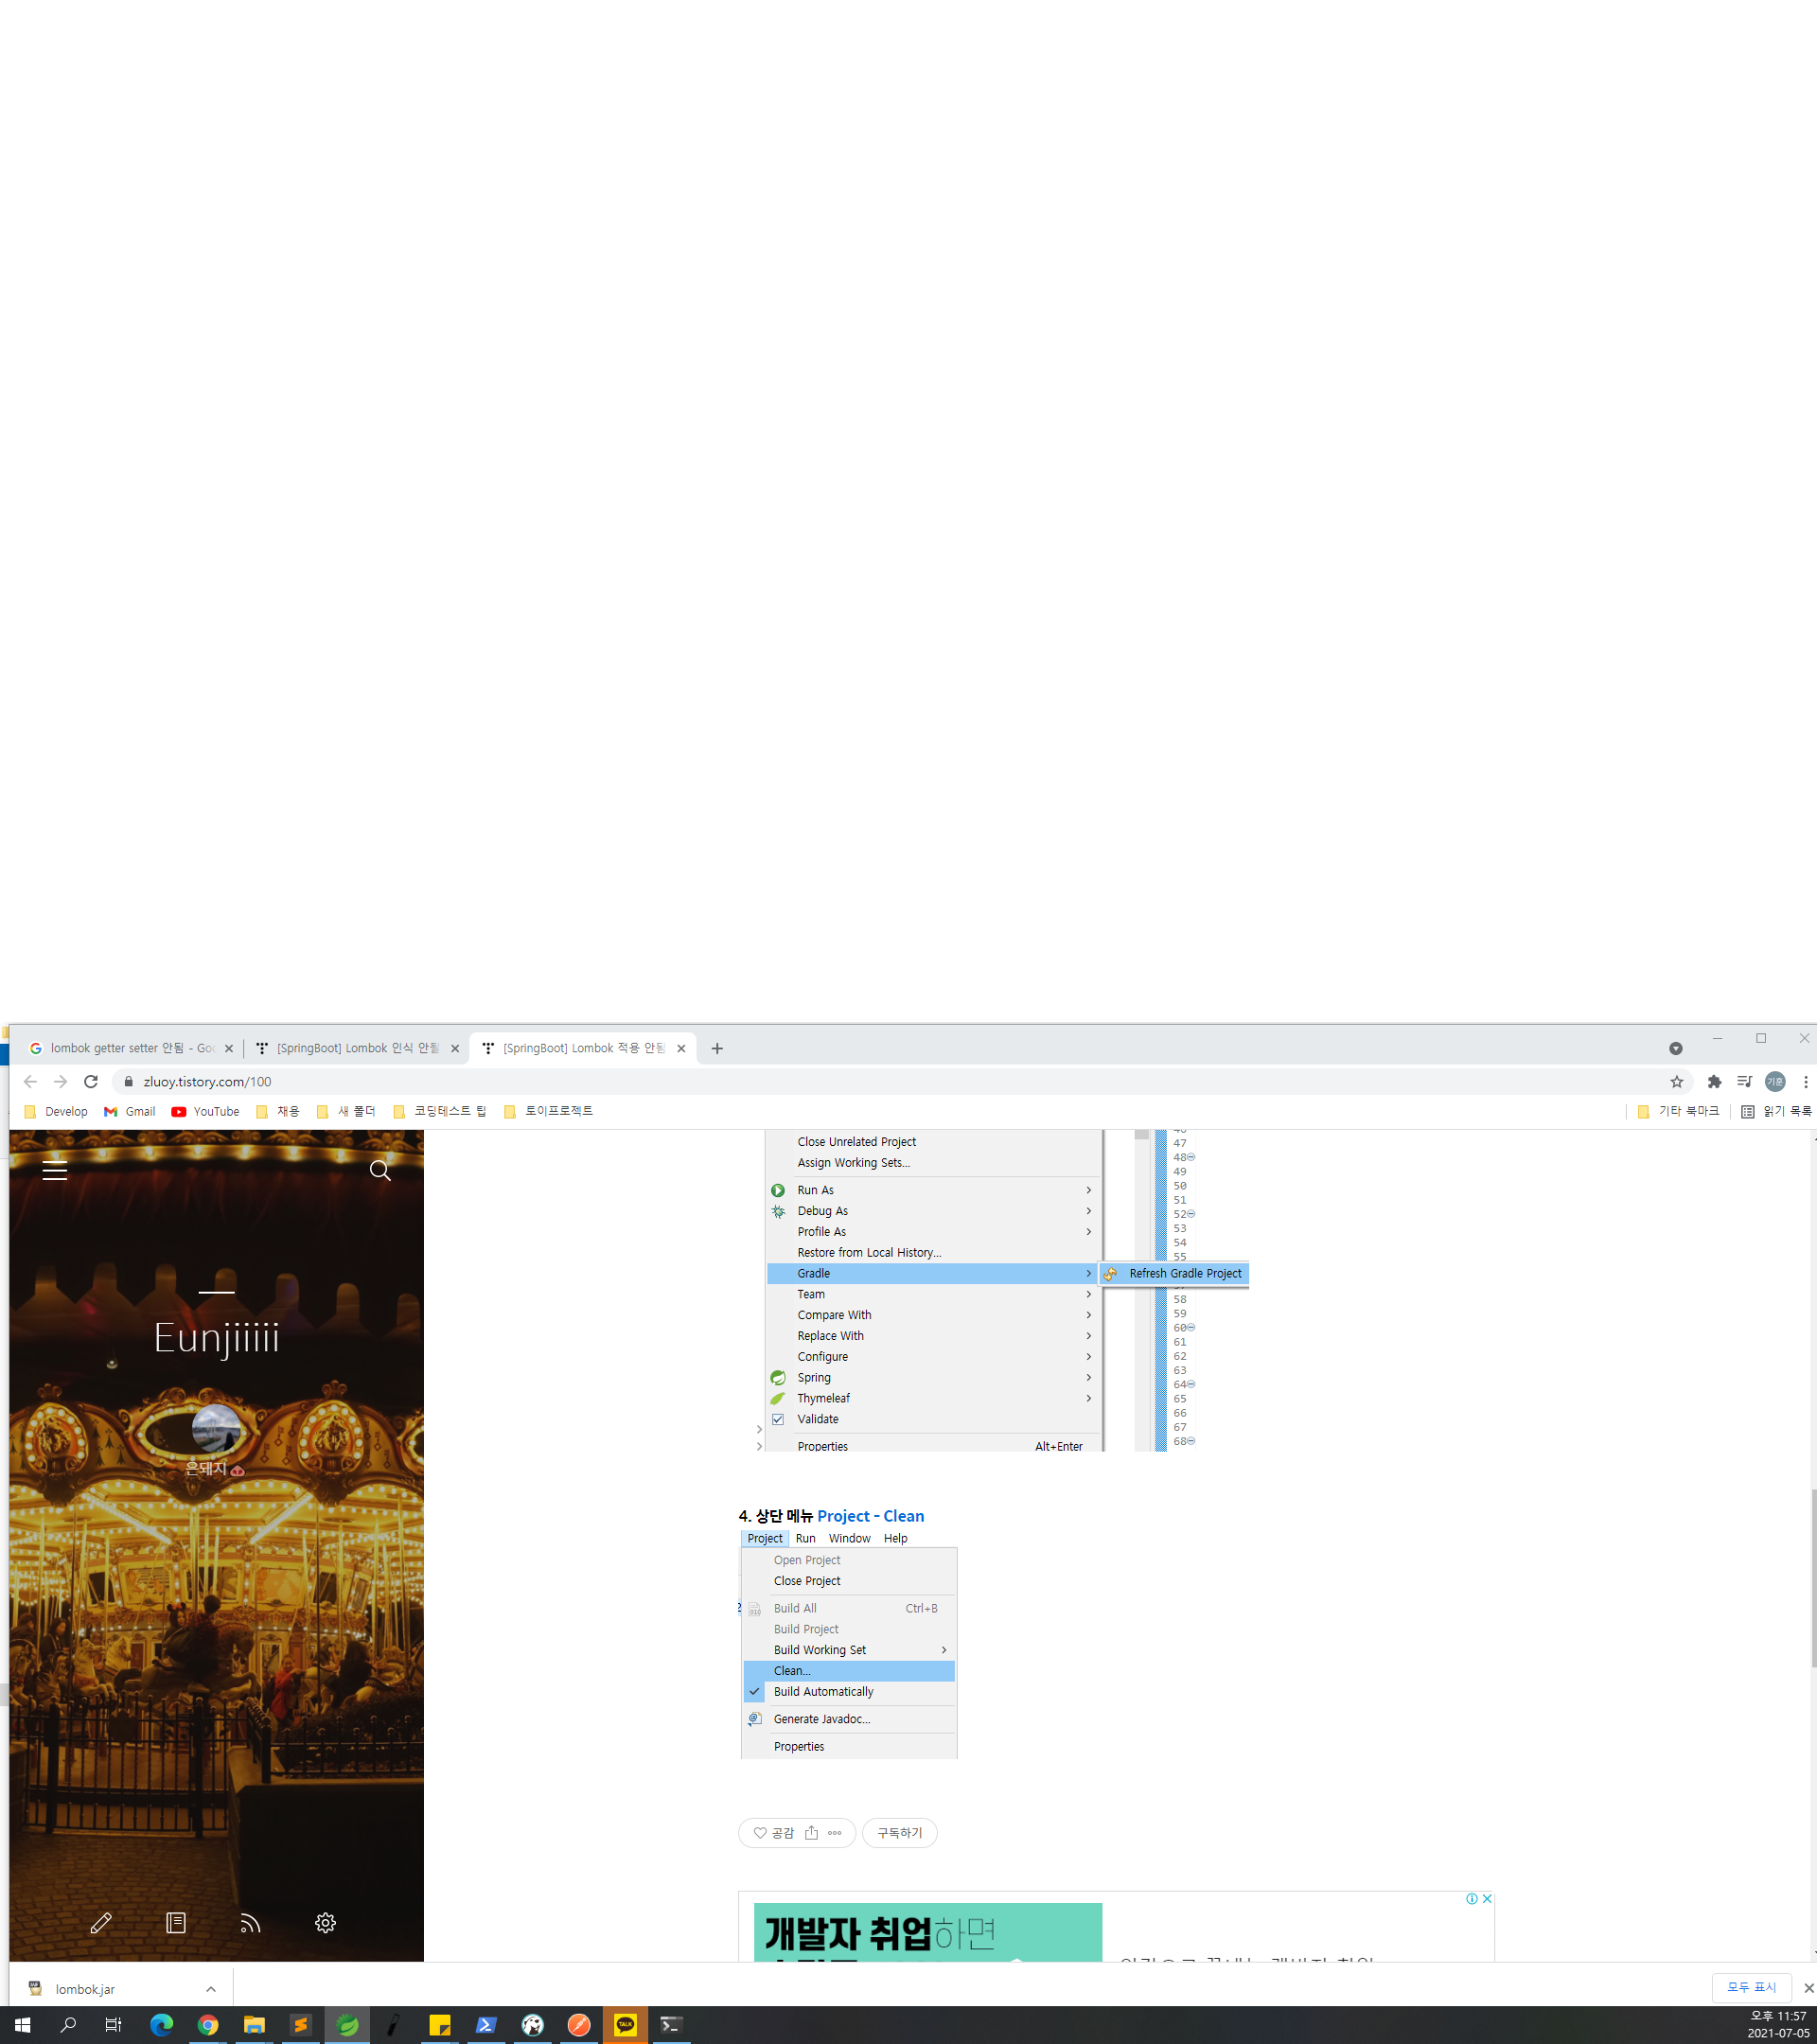 lombok getter setter 안됨 - Goo
[SpringBoot] Lombok 인식 안될
[SpringBoot] Lombok 적용 안됨
zluoy.tistory.com/100
기훈
Develop
Gmail
YouTube
채용
새 폴더
코딩테스트 팁
토이프로젝트
기타 북마크
읽기 목록
Eunjiiiii
은돼지
Close Unrelated Project
Assign Working Sets...
Run As
Debug As
Profile As
Restore from Local History...
Gradle
Refresh Gradle Project
Team
Compare With
Replace With
Configure
Spring
Thymeleaf
Validate
Properties Alt+Enter
47
48
49
50
51
52
53
54
55
58
59
60
61
62
63
64
65
66
67
68
4. 상단 메뉴 Project - Clean
Project Run Window Help
Open Project
Close Project
Build All Ctrl+B
Build Project
Build Working Set
Clean...
Build Automatically
Generate Javadoc...
Properties
공감
구독하기
개발자 취업하면
lombok.jar
모두 표시
TALK
오후 11:57
2021-07-05